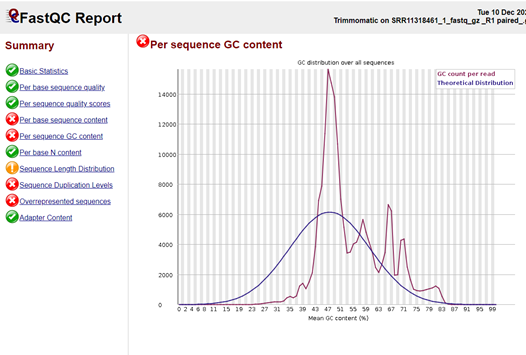 FastQC Report
Tue 10 Dec
Trimmomatic on SRR11318461_1_fastq_gz _R1 paired_
Summary
Basic Statistics
Per base sequence quality
Per sequence quality scores
Per base sequence content
Per sequence GC content
Per base N content
Sequence Length Distribution
Sequence Duplication Levels
Overrepresented sequences
Adapter Content
Per sequence GC content
GC distribution over all sequences
GC count per read
Theoretical Distribution
14000
12000
10000
8000
6000
4000
2000
0
0 2 4 6 8 11 15 19 23 27 31 35 39 43 47 51 55 59 63 67 71 75 79 83 87 91 95 99
Mean GC content (%)